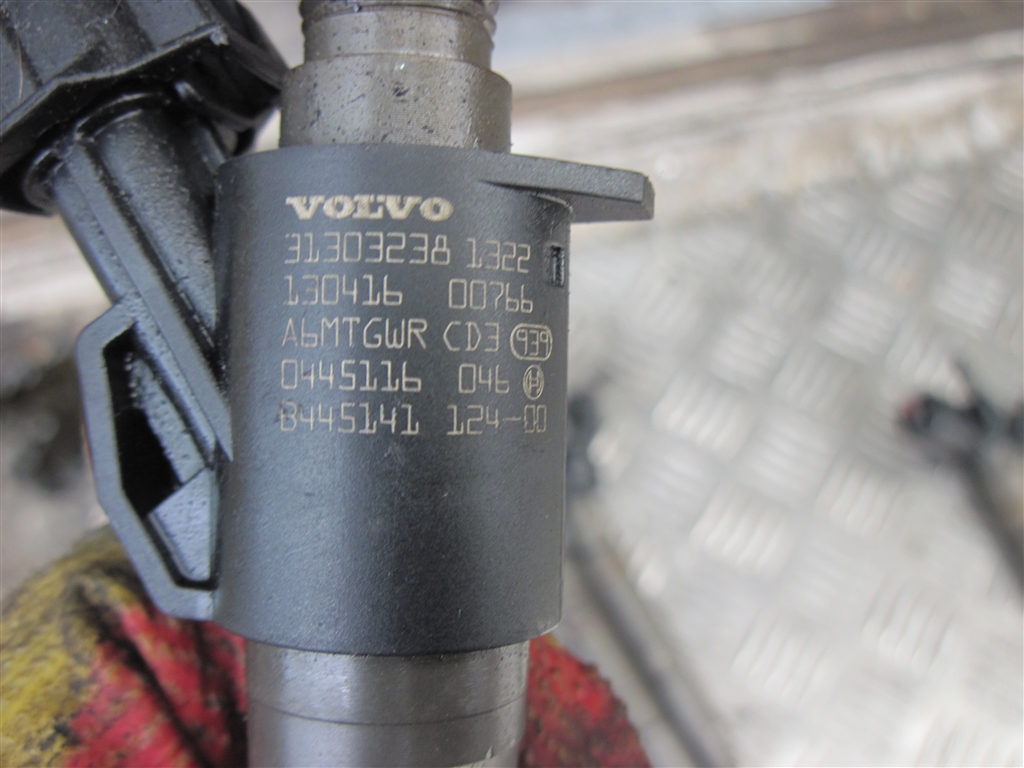 VOLVO
31303238 1322
130416 00766
A6MTGWR CD3 939
0445116 046
B445141 124-00